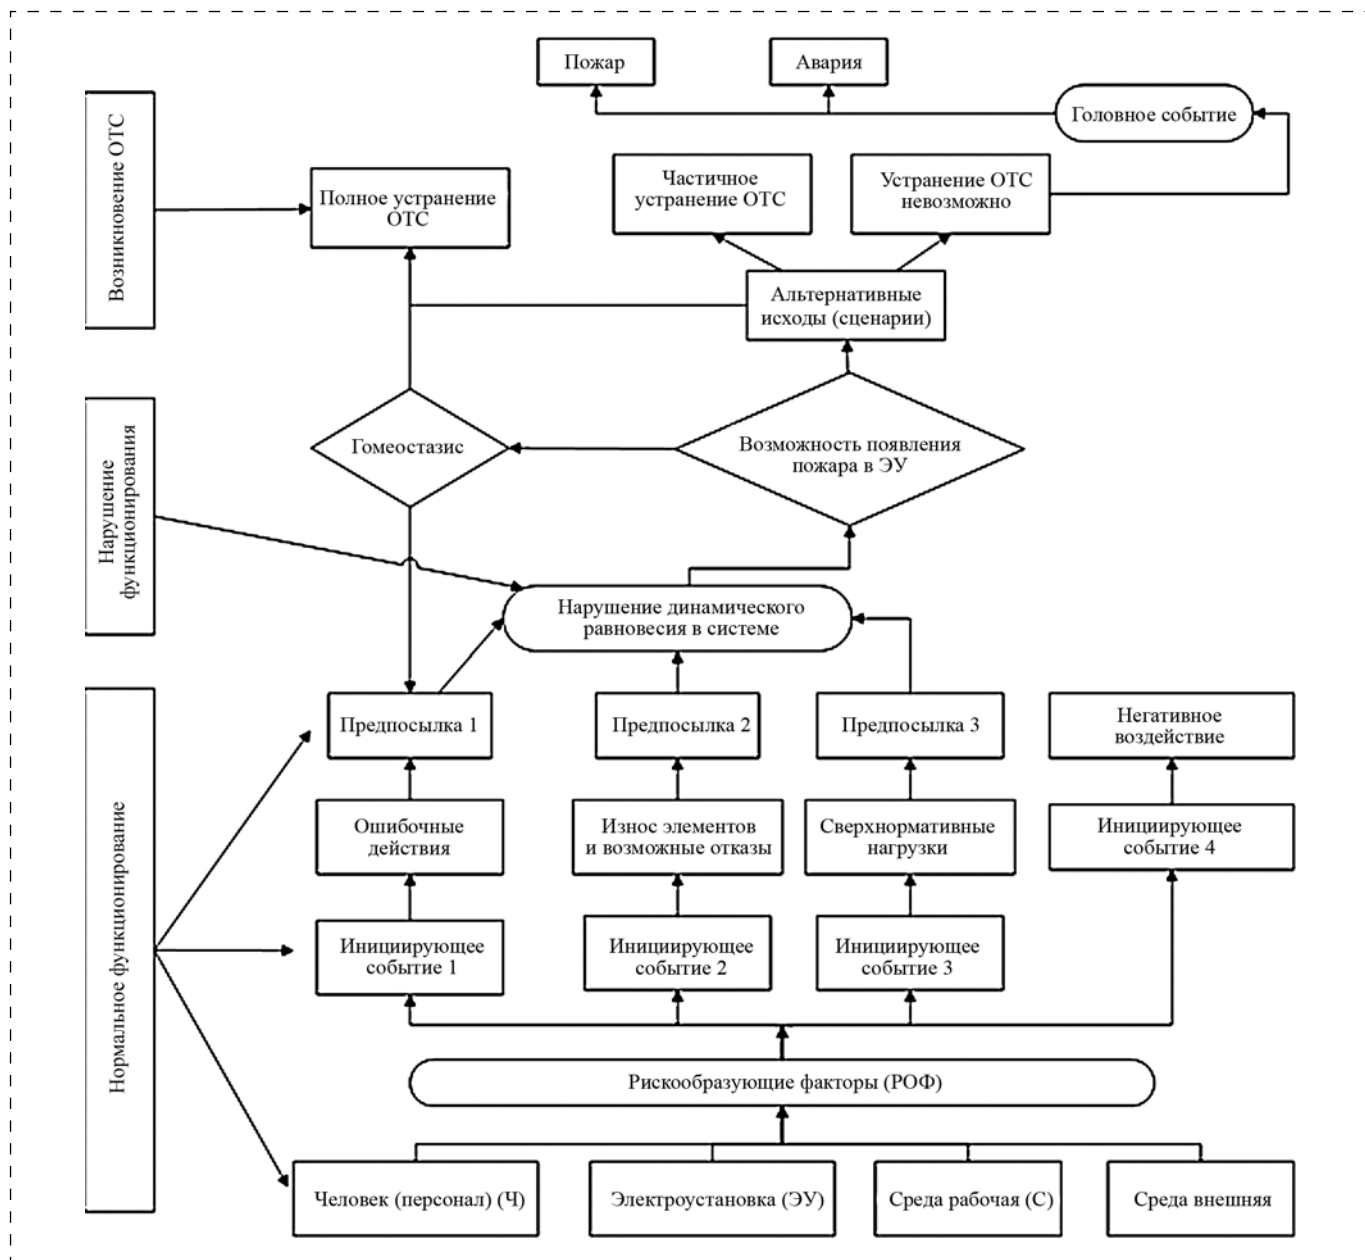 Пожар
Авария
Головное событие
Возникновение ОТС
Полное устранение
ОТС
Частичное
устранение ОТС
Устранение ОТС
невозможно
Альтернативные
исходы (сценарии)
Нарушение
функционирования
Гомеостазис
Возможность появления
пожара в ЭУ
Нарушение динамического
равновесия в системе
Нормальное функционирование
Предпосылка 1
Предпосылка 2
Предпосылка 3
Негативное
воздействие
Ошибочные
действия
Износ элементов
и возможные отказы
Сверхнормативные
нагрузки
Инициирующее
событие 4
Инициирующее
событие 1
Инициирующее
событие 2
Инициирующее
событие 3
Рискообразующие факторы (РОФ)
Человек (персонал) (Ч)
Электроустановка (ЭУ)
Среда рабочая (С)
Среда внешняя